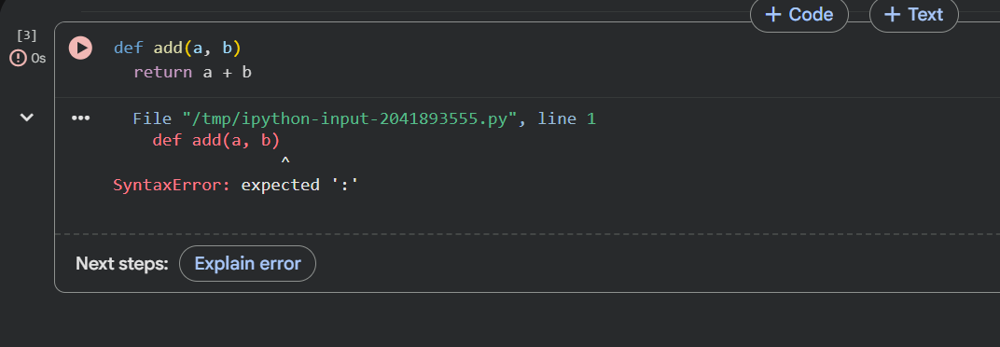 + Code + Text
[3]
0s
def add(a, b)
return a + b
File "/tmp/ipython-input-2041893555.py", line 1
def add(a, b)
^
SyntaxError: expected ':'
Next steps: Explain error